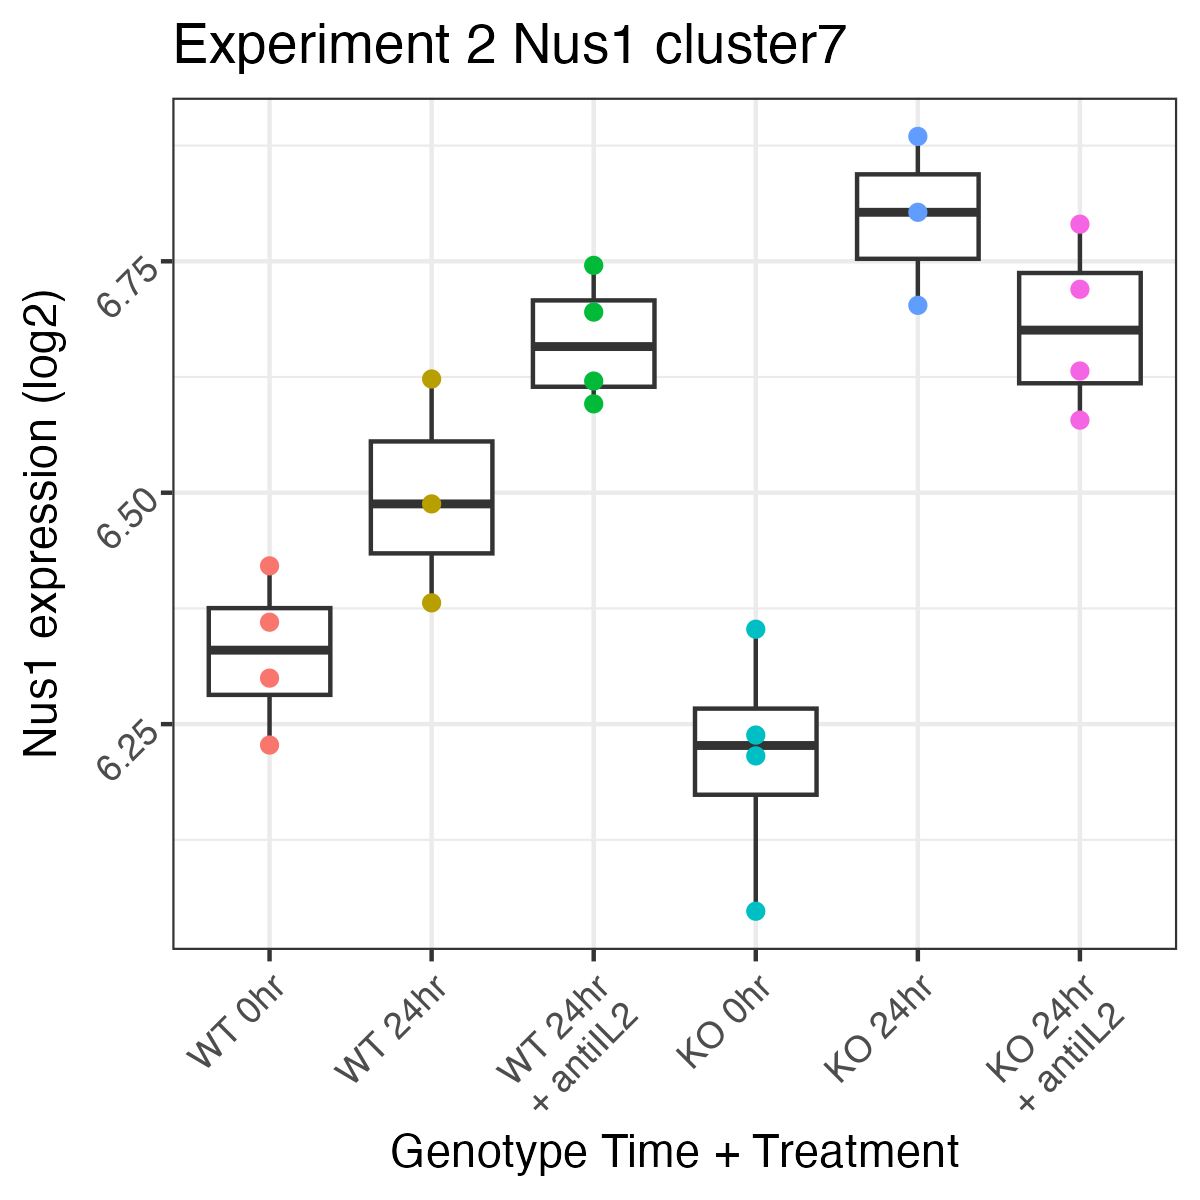 Experiment 2 Nus1 cluster7
Nus1 expression (log2)
6.75
6.50
6.25
WT 0hr
WT 24hr
WT 24hr
+ antiIL2
KO 0hr
KO 24hr
KO 24hr
+ antiIL2
Genotype Time + Treatment